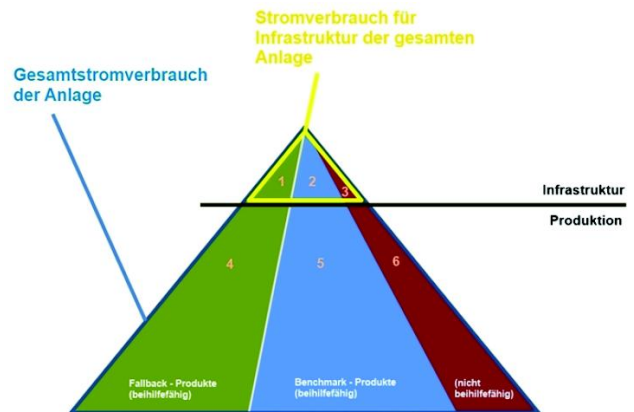 Stromverbrauch für
Infrastruktur der gesamten
Anlage
Gesamtstromverbrauch
der Anlage
1
2
3
Infrastruktur
Produktion
4
5
6
Fallback - Produkte
(beihilfefähig)
Benchmark - Produkte
(beihilfefähig)
(nicht
beihilfefähig)